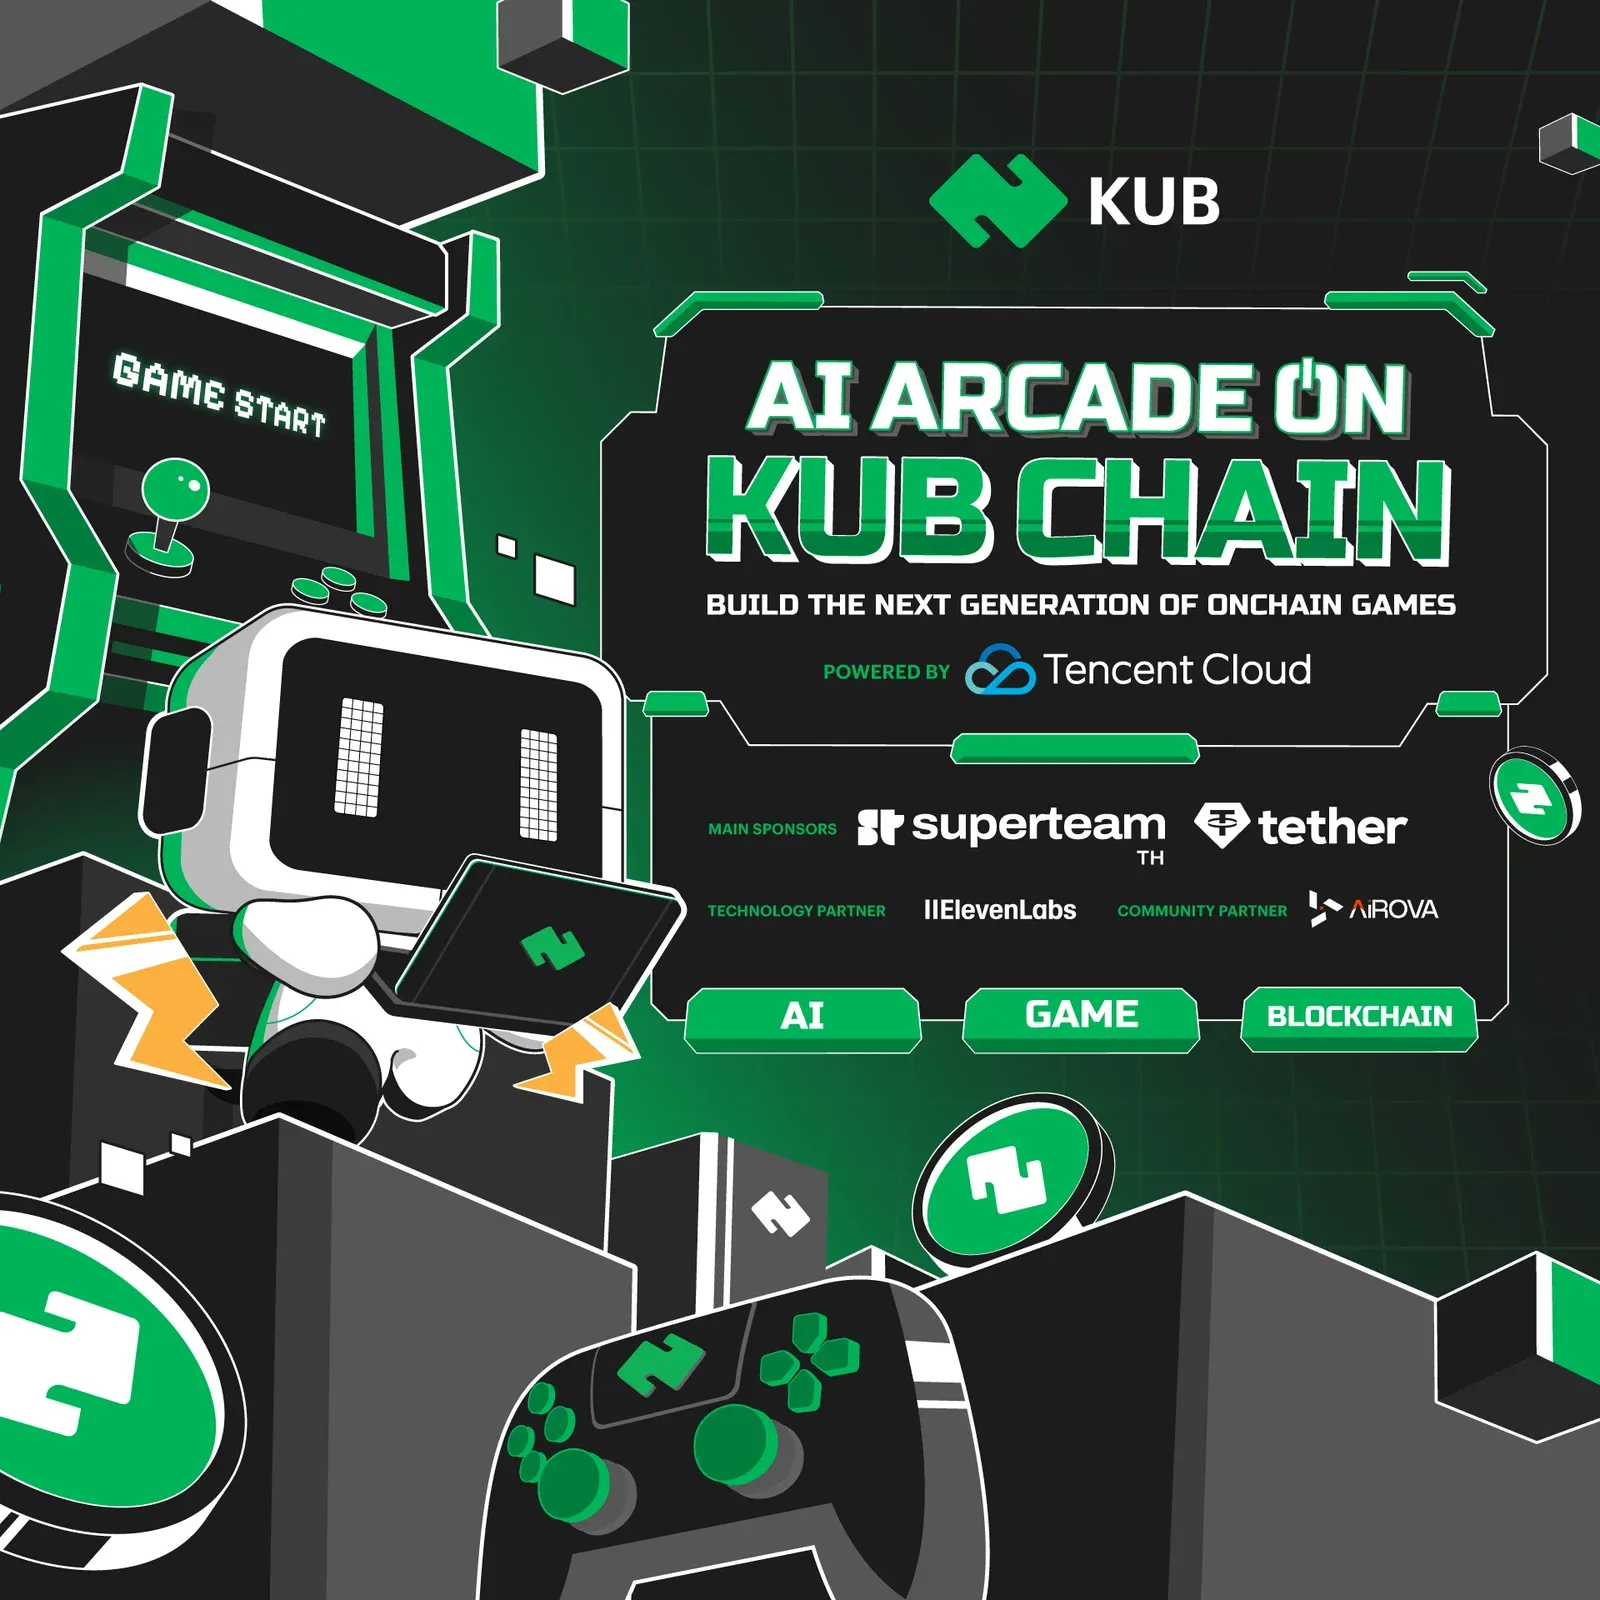 KUB
GAME START
AI ARCADE ON
KUB CHAIN
BUILD THE NEXT GENERATION OF ONCHAIN GAMES
POWERED BY Tencent Cloud
MAIN SPONSORS superteam tether
TH
TECHNOLOGY PARTNER IIElevenLabs COMMUNITY PARTNER AiROVA
AI GAME BLOCKCHAIN